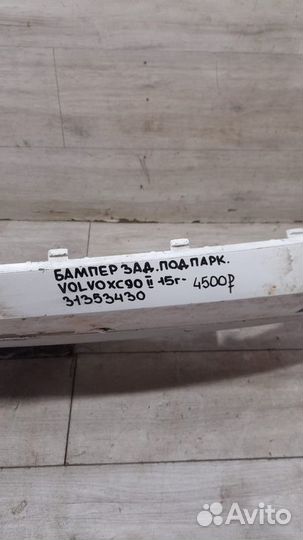 БАМПЕР ЗАД. ПОД ПАРК.
VOLVO XC90 II 15г-
31353430 4500₽
Avito